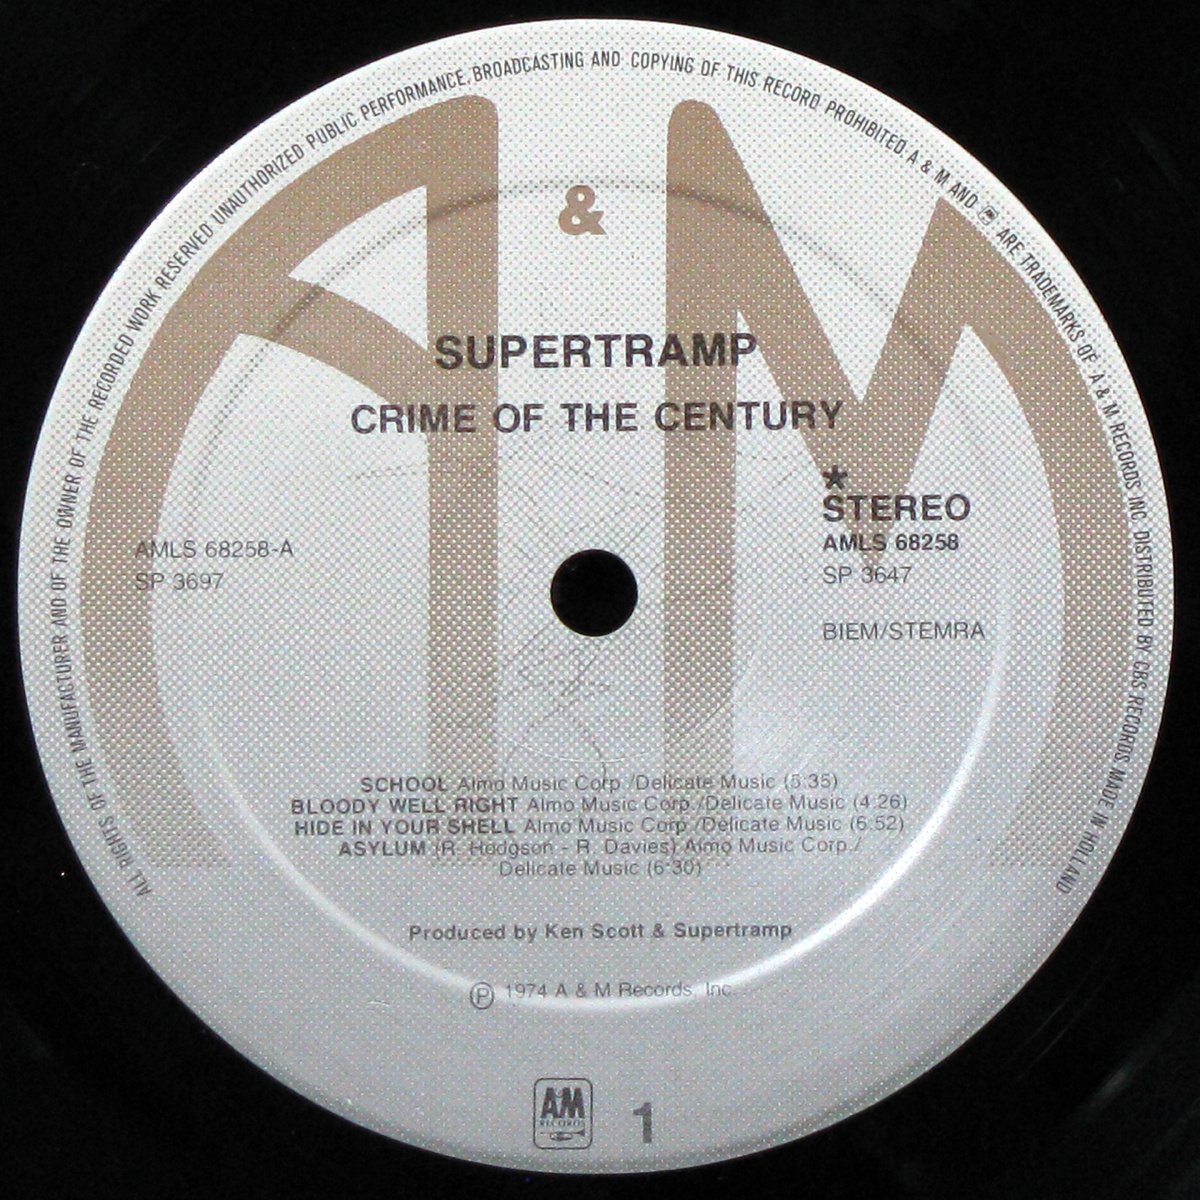 ALL RIGHTS OF THE MANUFACTURER AND OF THE OWNER OF THE RECORDED WORK RESERVED UNAUTHORIZED PUBLIC PERFORMANCE, BROADCASTING AND COPYING OF THIS RECORD PROHIBITED A & M AND AM ARE TRADEMARKS OF A & M RECORDS INC DISTRIBUTED BY CBS RECORDS MADE IN HOLLAND
A & M
SUPERTRAMP
CRIME OF THE CENTURY
*
STEREO
AMLS 68258-A
SP 3697
AMLS 68258
SP 3647
BIEM/STEMRA
SCHOOL Almo Music Corp./Delicate Music (5:35)
BLOODY WELL RIGHT Almo Music Corp./Delicate Music (4:26)
HIDE IN YOUR SHELL Almo Music Corp./Delicate Music (6:52)
ASYLUM (R. Hodgson - R. Davies) Almo Music Corp./
Delicate Music (6:30)
Produced by Ken Scott & Supertramp
Ⓟ 1974 A & M Records, Inc.
AM
RECORDS
1